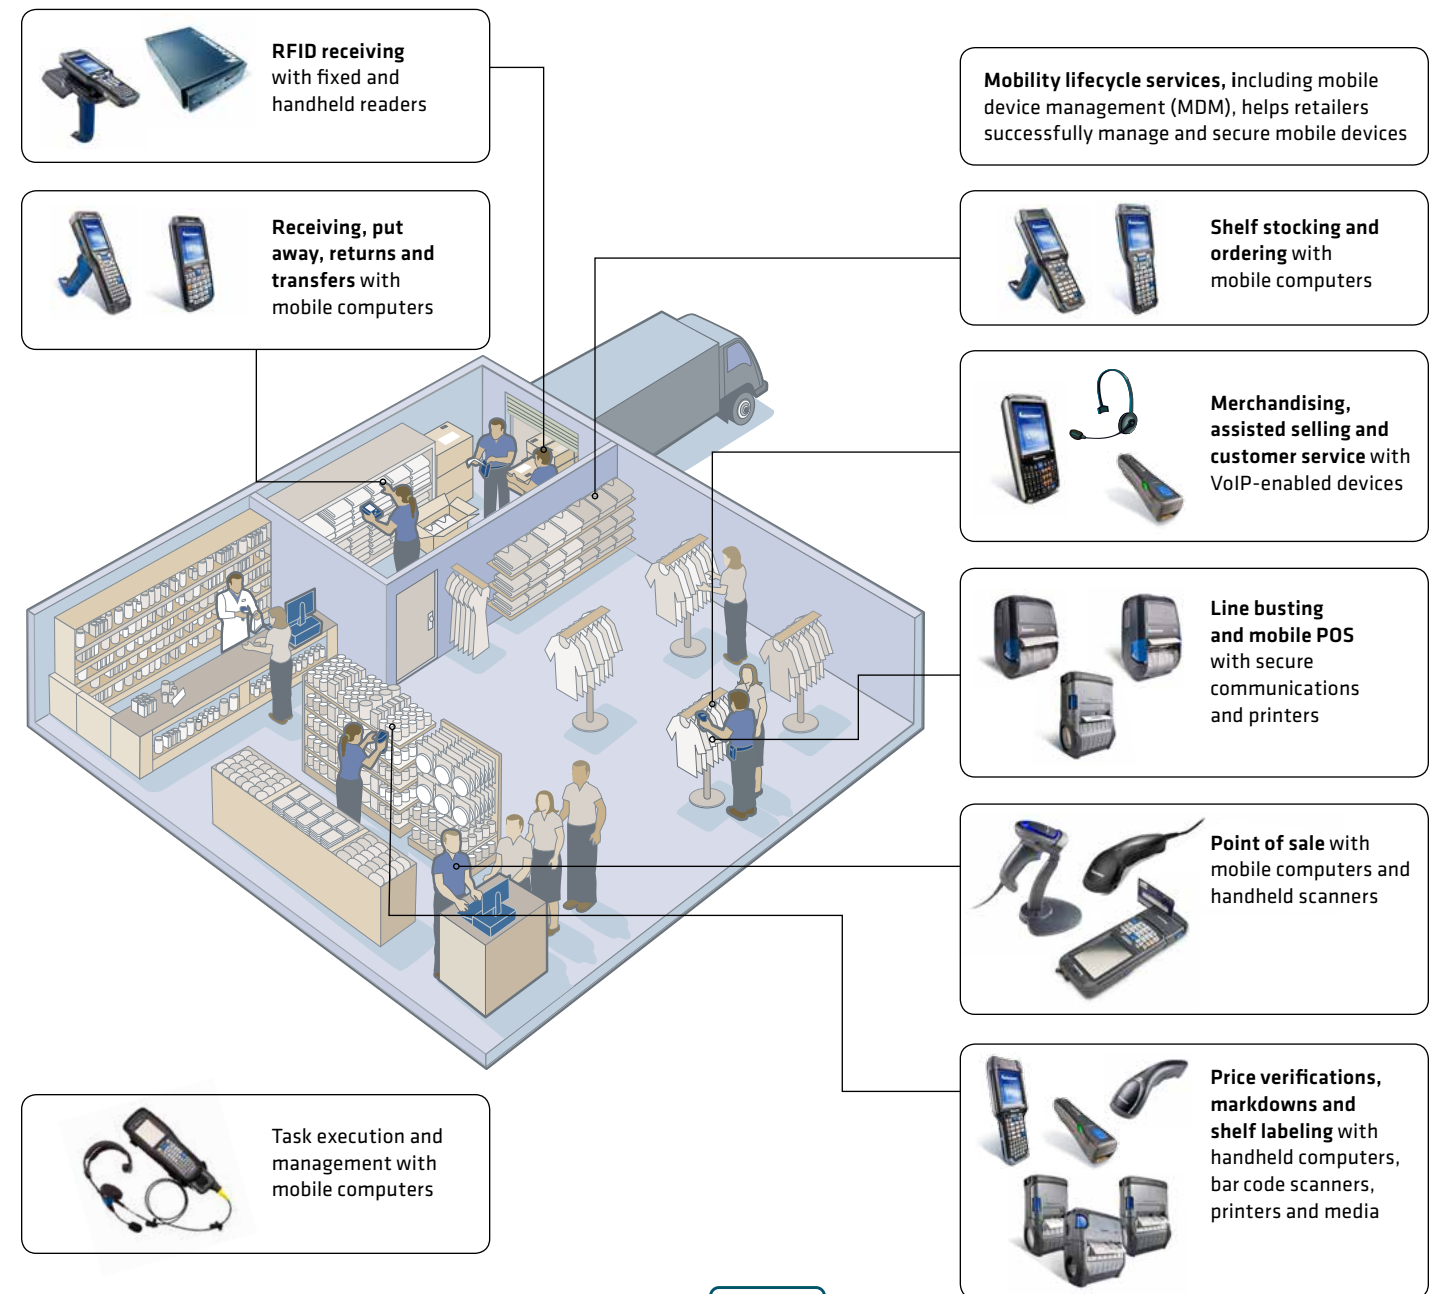 RFID receiving
with fixed and
handheld readers
Receiving, put
away, returns and
transfers with
mobile computers
Mobility lifecycle services, including mobile
device management (MDM), helps retailers
successfully manage and secure mobile devices
Shelf stocking and
ordering with
mobile computers
Merchandising,
assisted selling and
customer service with
VoIP-enabled devices
Line busting
and mobile POS
with secure
communications
and printers
Point of sale with
mobile computers and
handheld scanners
Price verifications,
markdowns and
shelf labeling with
handheld computers,
bar code scanners,
printers and media
Task execution and
management with
mobile computers